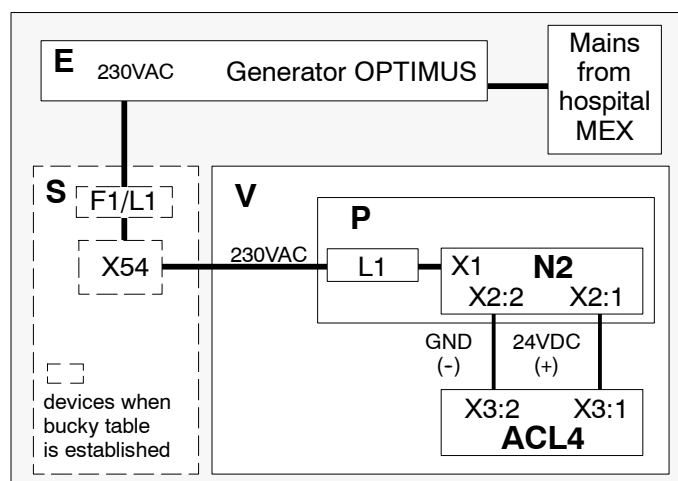 E
230VAC
Generator OPTIMUS
Mains
from
hospital
MEX
S
F1/L1
X54
230VAC
V
P
L1
X1
N2
X2:2
X2:1
GND
(-)
24VDC
(+)
X3:2
X3:1
ACL4
devices when
bucky table
is established